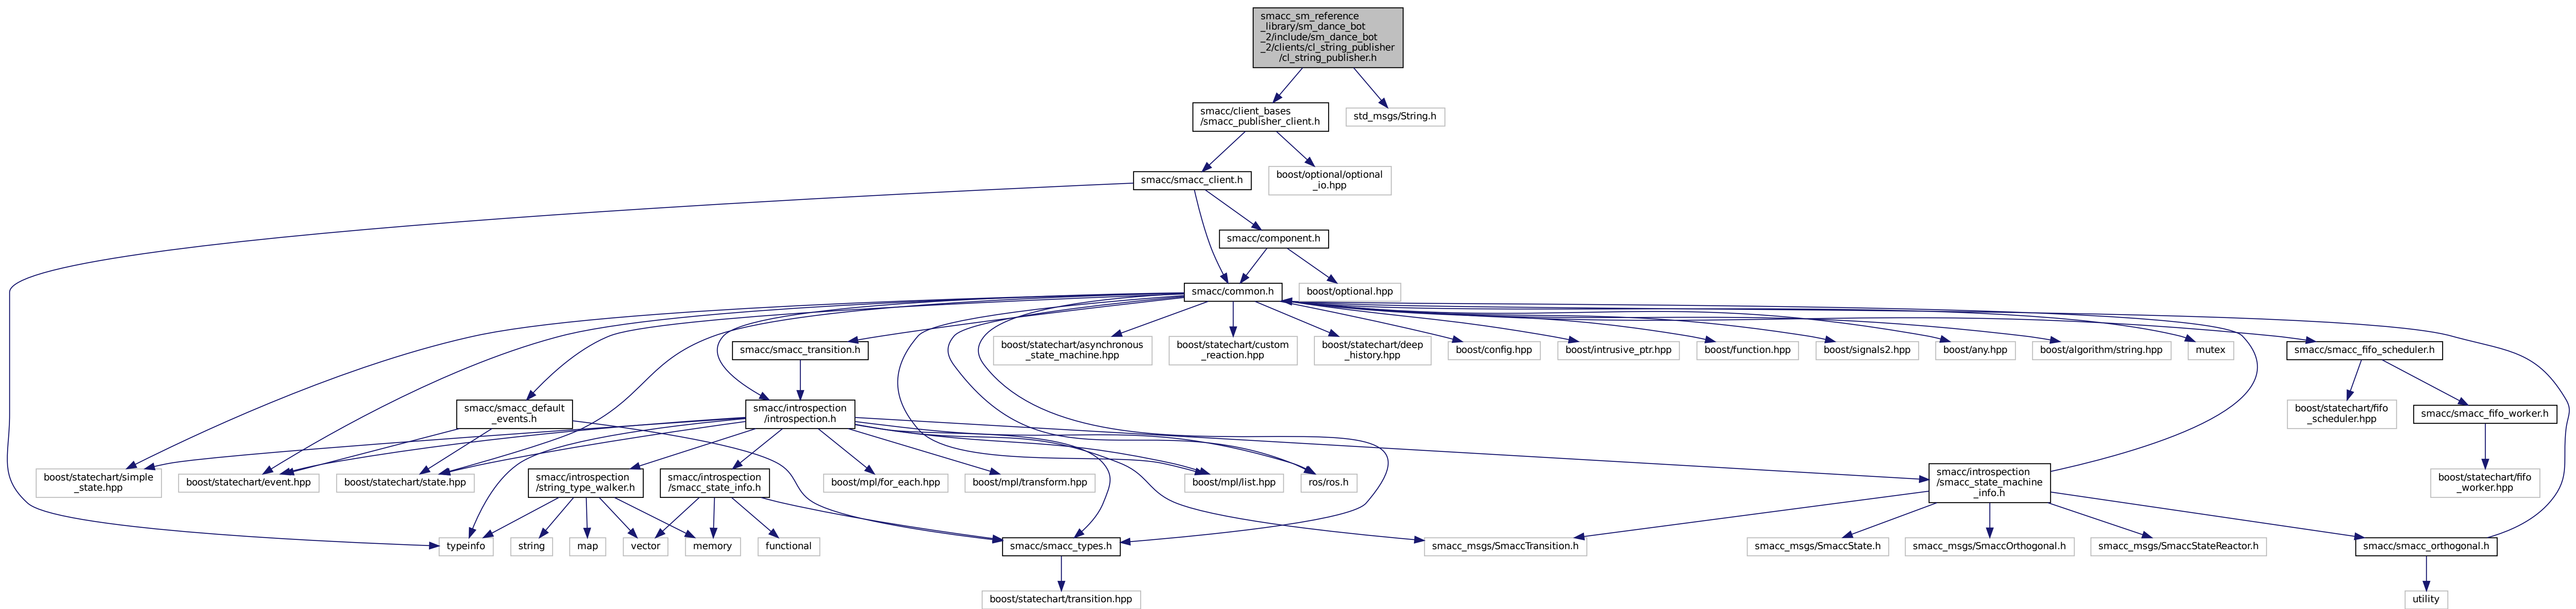 smacc_sm_reference
_library/sm_dance_bot
_2/include/sm_dance_bot
_2/clients/cl_string_publisher
/cl_string_publisher.h
smacc/client_bases
/smacc_publisher_client.h
std_msgs/String.h
smacc/smacc_client.h
boost/optional/optional
_io.hpp
smacc/component.h
smacc/common.h
boost/optional.hpp
smacc/smacc_transition.h
boost/statechart/asynchronous
_state_machine.hpp
boost/statechart/custom
_reaction.hpp
boost/statechart/deep
_history.hpp
boost/config.hpp
boost/intrusive_ptr.hpp
boost/function.hpp
boost/signals2.hpp
boost/any.hpp
boost/algorithm/string.hpp
mutex
smacc/smacc_fifo_scheduler.h
smacc/smacc_default
_events.h
smacc/introspection
/introspection.h
boost/statechart/fifo
_scheduler.hpp
smacc/smacc_fifo_worker.h
boost/statechart/simple
_state.hpp
boost/statechart/event.hpp
boost/statechart/state.hpp
smacc/introspection
/string_type_walker.h
smacc/introspection
/smacc_state_info.h
boost/mpl/for_each.hpp
boost/mpl/transform.hpp
boost/mpl/list.hpp
ros/ros.h
smacc/introspection
/smacc_state_machine
_info.h
boost/statechart/fifo
_worker.hpp
typeinfo
string
map
vector
memory
functional
smacc/smacc_types.h
smacc_msgs/SmaccTransition.h
smacc_msgs/SmaccState.h
smacc_msgs/SmaccOrthogonal.h
smacc_msgs/SmaccStateReactor.h
smacc/smacc_orthogonal.h
boost/statechart/transition.hpp
utility